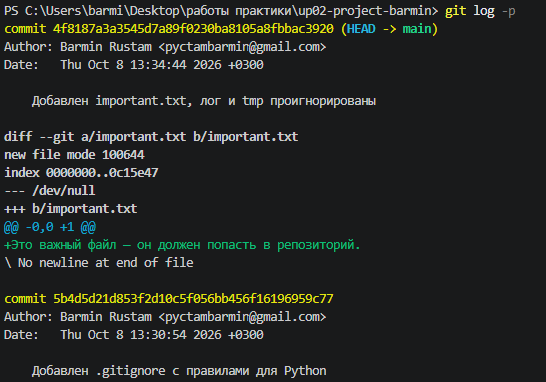 PS C:\Users\barmi\Desktop\работы практики\up02-project-barmin> git log -p
commit 4f8187a3a3545d7a89f0230ba8105a8fbbac3920 (HEAD -> main)
Author: Barmin Rustam <pyctambarmin@gmail.com>
Date:   Thu Oct 8 13:34:44 2026 +0300

    Добавлен important.txt, лог и tmp проигнорированы

diff --git a/important.txt b/important.txt
new file mode 100644
index 0000000..0c15e47
--- /dev/null
+++ b/important.txt
@@ -0,0 +1 @@
+Это важный файл — он должен попасть в репозиторий.
\ No newline at end of file

commit 5b4d5d21d853f2d10c5f056bb456f16196959c77
Author: Barmin Rustam <pyctambarmin@gmail.com>
Date:   Thu Oct 8 13:30:54 2026 +0300

    Добавлен .gitignore с правилами для Python